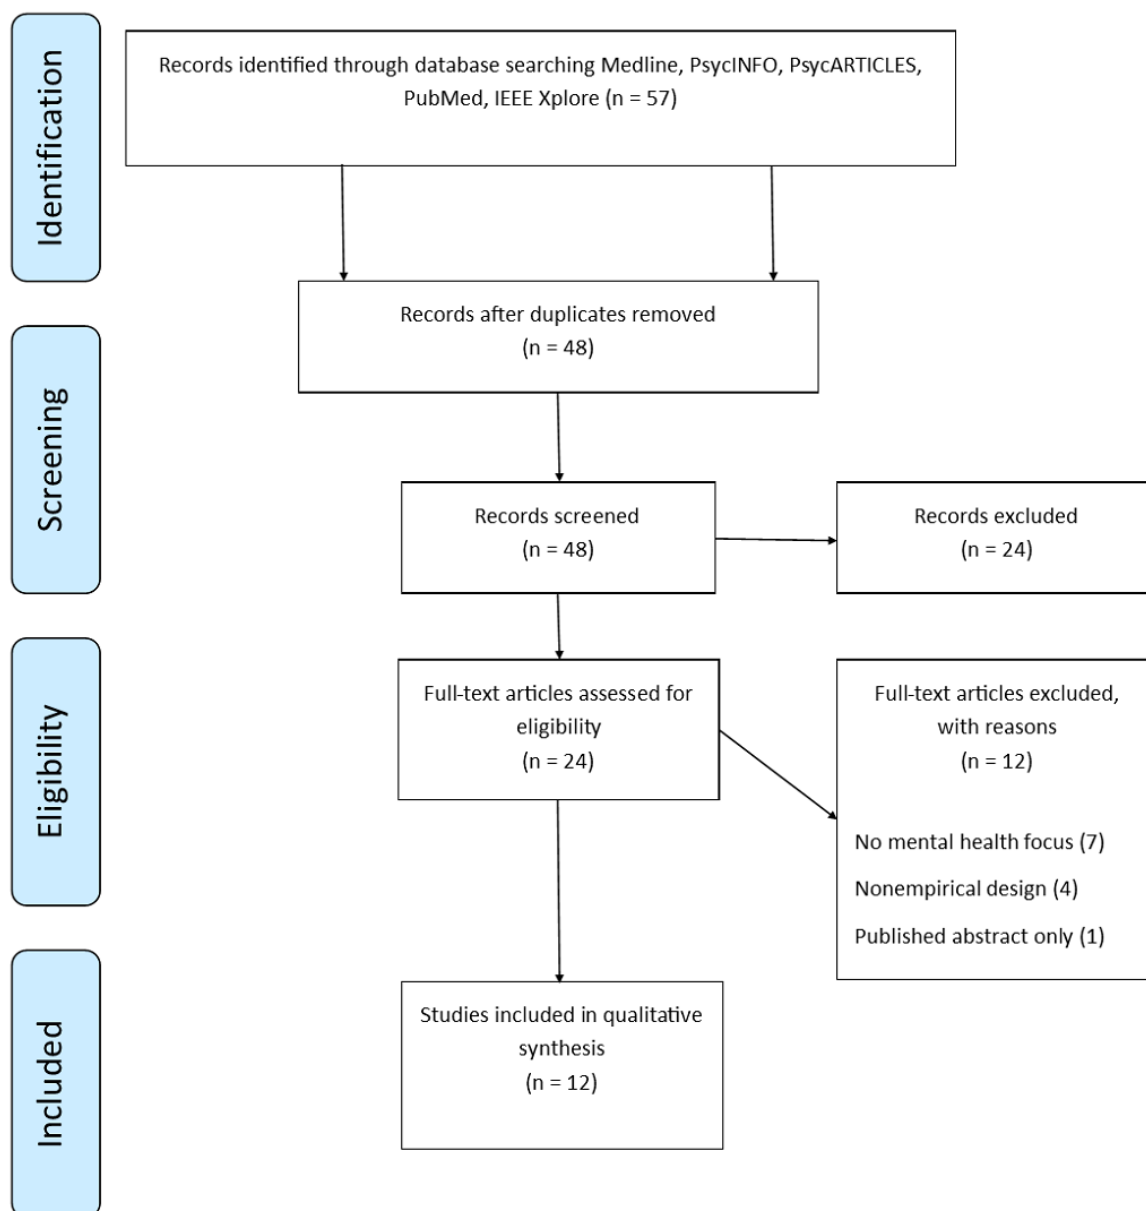 Identification
Records identified through database searching Medline, PsycINFO, PsycARTICLES,
PubMed, IEEE Xplore (n = 57)
Records after duplicates removed
(n = 48)
Screening
Records screened
(n = 48)
Records excluded
(n = 24)
Eligibility
Full-text articles assessed for
eligibility
(n = 24)
Full-text articles excluded,
with reasons
(n = 12)
No mental health focus (7)
Nonempirical design (4)
Published abstract only (1)
Included
Studies included in qualitative
synthesis
(n = 12)